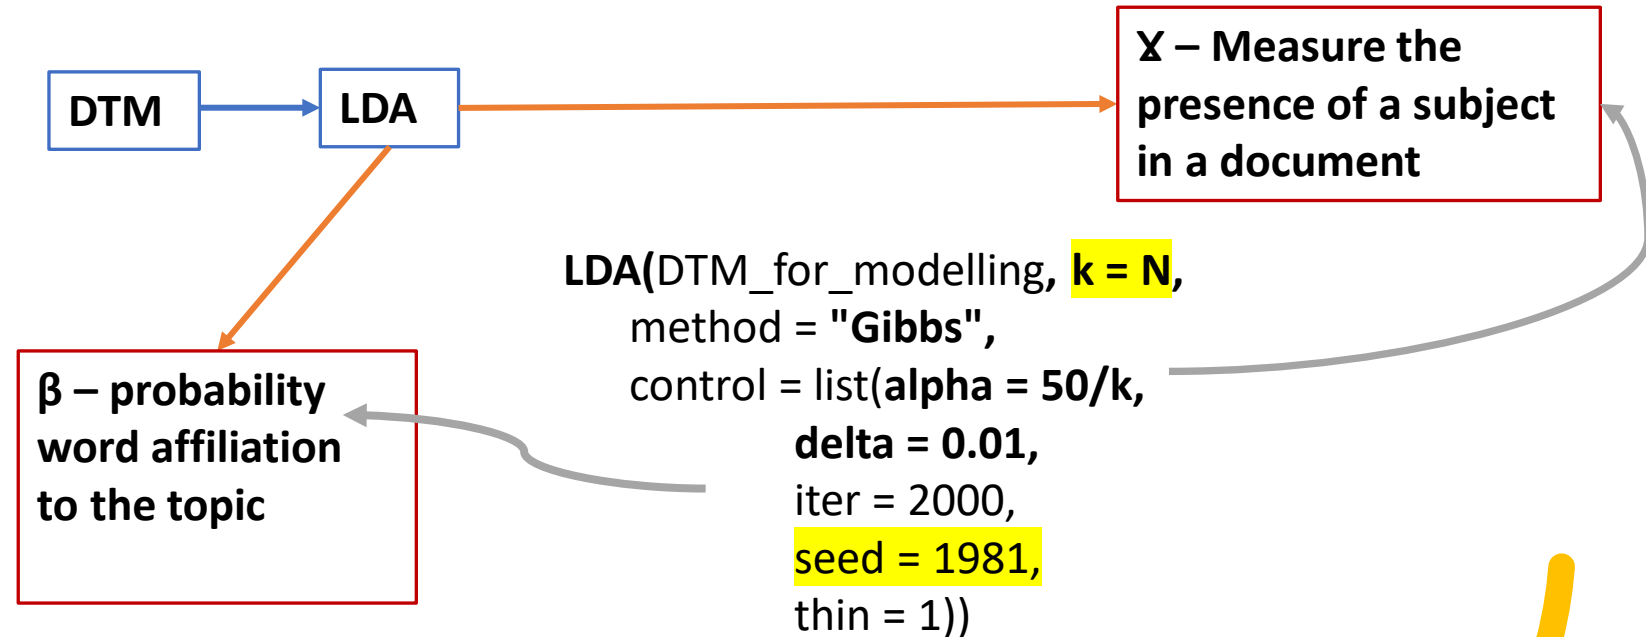 DTM
LDA
Ɣ – Measure the
presence of a subject
in a document
LDA(DTM_for_modelling, k = N,
method = "Gibbs",
control = list(alpha = 50/k,
delta = 0.01,
iter = 2000,
seed = 1981,
thin = 1))
β – probability
word affiliation
to the topic